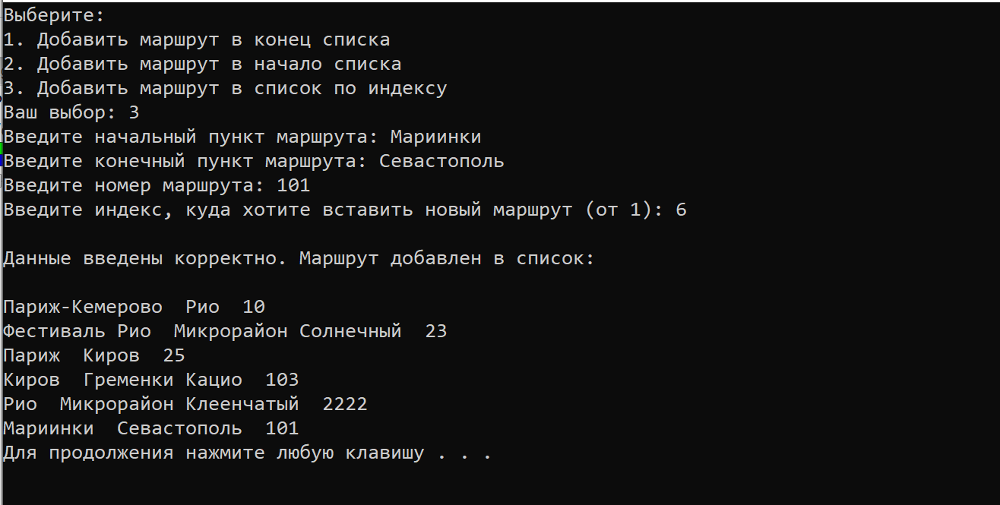 Выберите:
1. Добавить маршрут в конец списка
2. Добавить маршрут в начало списка
3. Добавить маршрут в список по индексу
Ваш выбор: 3
Введите начальный пункт маршрута: Мариинки
Введите конечный пункт маршрута: Севастополь
Введите номер маршрута: 101
Введите индекс, куда хотите вставить новый маршрут (от 1): 6
Данные введены корректно. Маршрут добавлен в список:
Париж-Кемерово  Рио  10
Фестиваль Рио  Микрорайон Солнечный  23
Париж  Киров  25
Киров  Гременки Кацио  103
Рио  Микрорайон Клеенчатый  2222
Мариинки  Севастополь  101
Для продолжения нажмите любую клавишу . . .